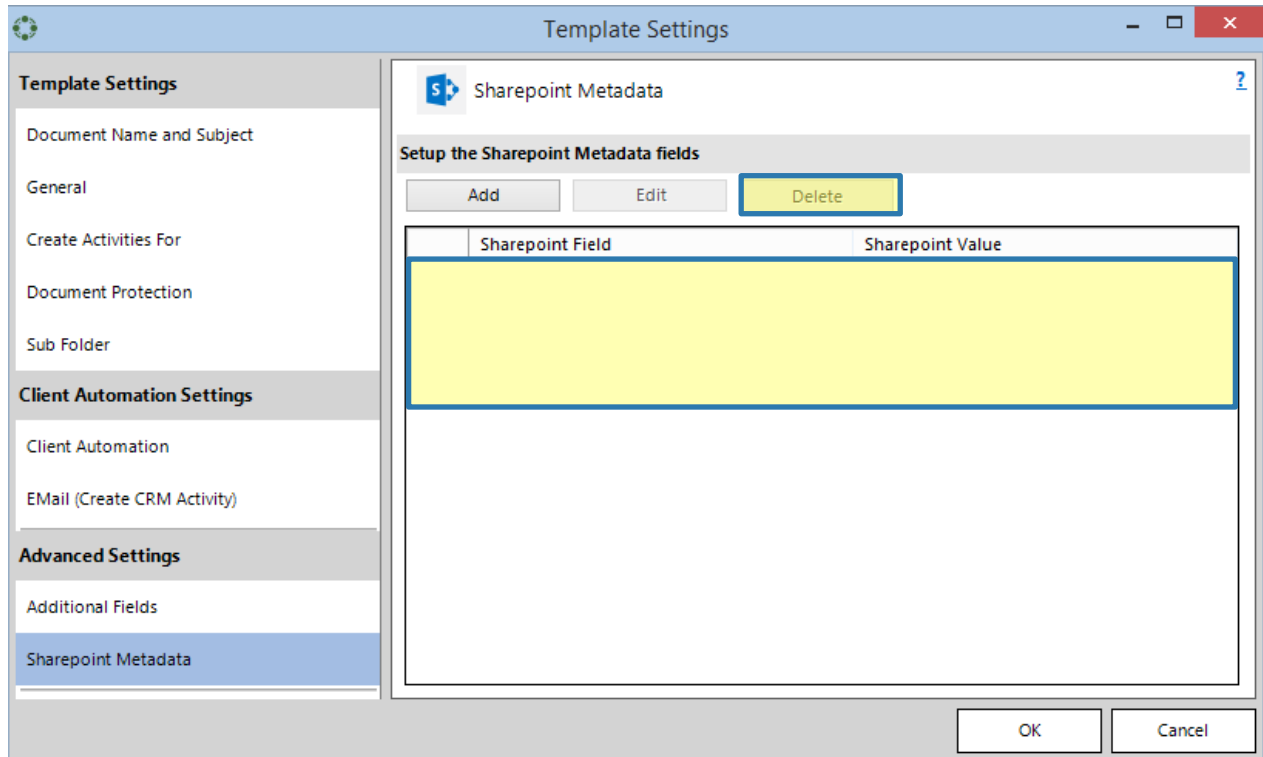 Template Settings
Template Settings
Document Name and Subject
General
Create Activities For
Document Protection
Sub Folder
Client Automation Settings
Client Automation
EMail (Create CRM Activity)
Advanced Settings
Additional Fields
Sharepoint Metadata
S Sharepoint Metadata ?
Setup the Sharepoint Metadata fields
Add Edit Delete
Sharepoint Field Sharepoint Value
OK Cancel